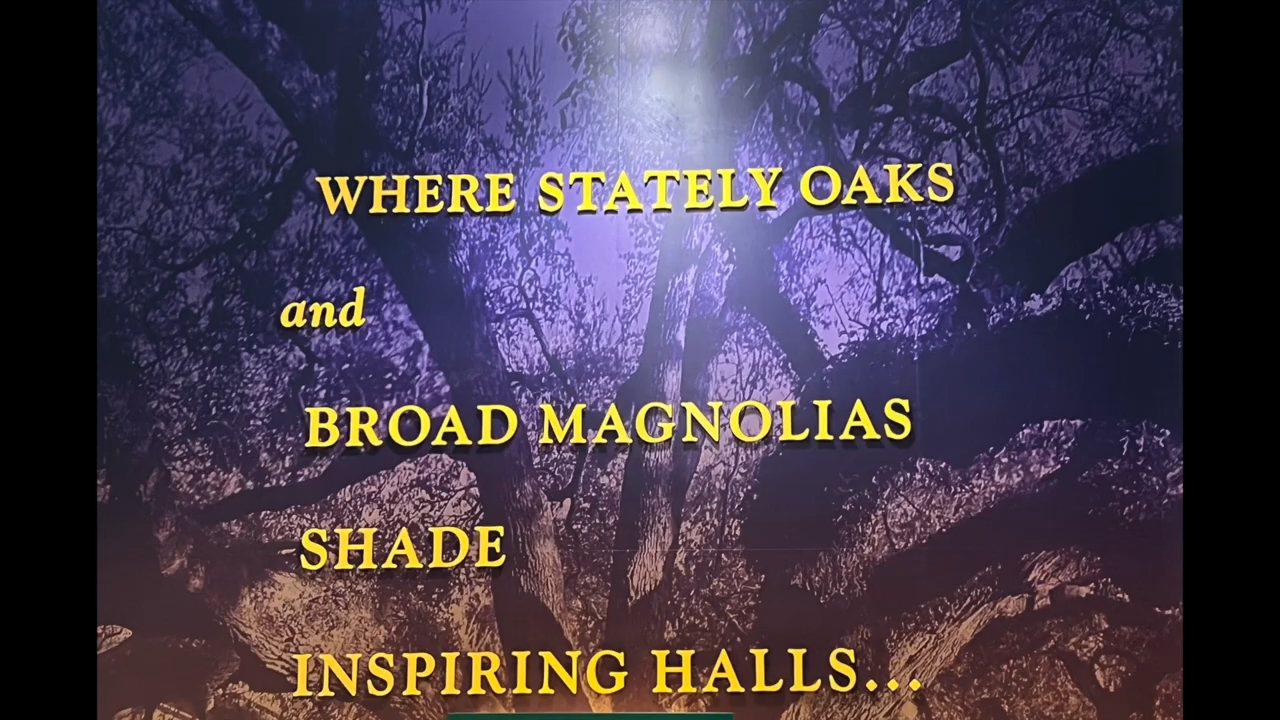 WHERE STATELY OAKS
and
BROAD MAGNOLIAS
SHADE
INSPIRING HALLS...